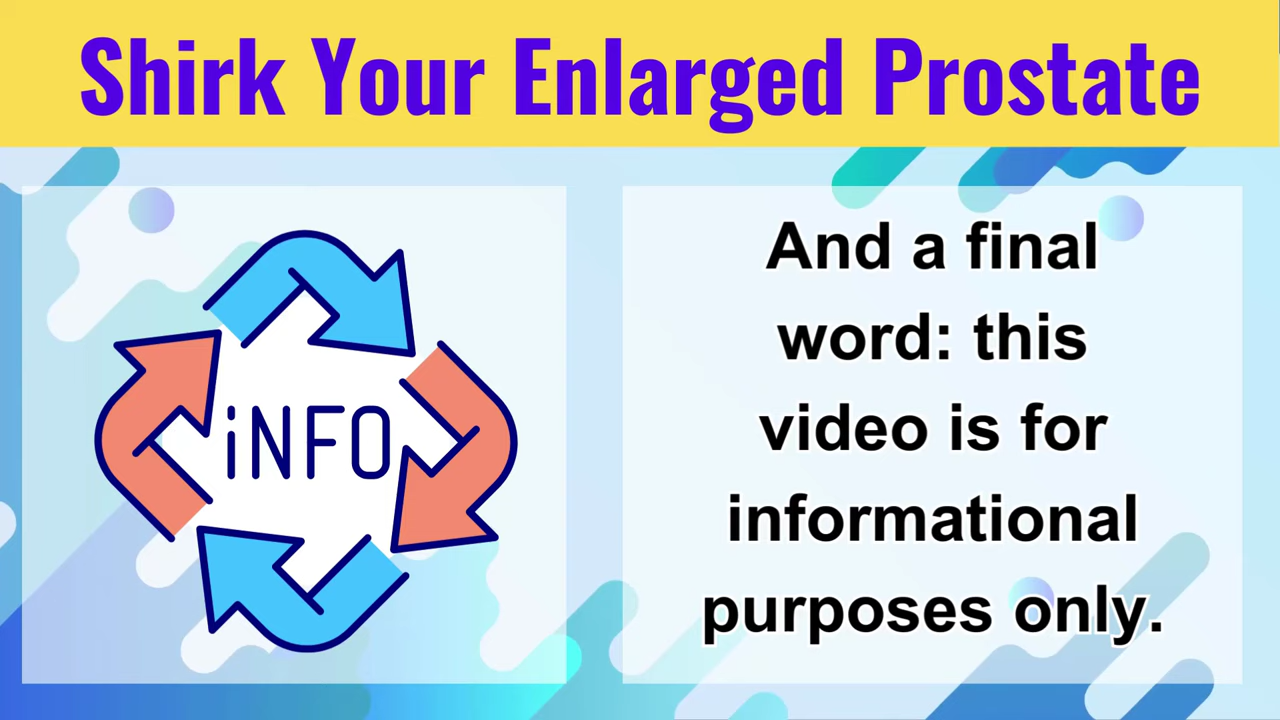 Shirk Your Enlarged Prostate
iNFO
And a final
word: this
video is for
informational
purposes only.